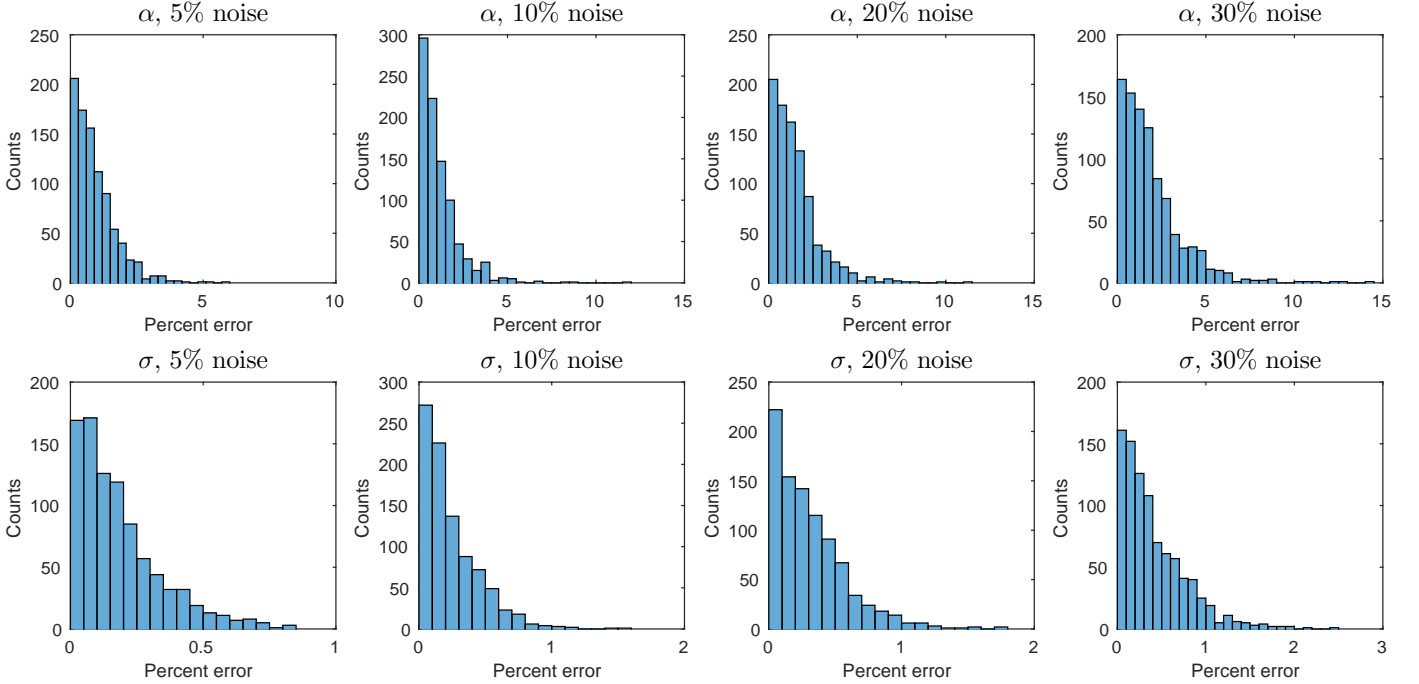 α, 5% noise
250
200
150
100
50
0
Counts
0 5 10
Percent error
α, 10% noise
300
250
200
150
100
50
0
Counts
0 5 10 15
Percent error
α, 20% noise
250
200
150
100
50
0
Counts
0 5 10 15
Percent error
α, 30% noise
200
150
100
50
0
Counts
0 5 10 15
Percent error
σ, 5% noise
200
150
100
50
0
Counts
0 0.5 1
Percent error
σ, 10% noise
300
250
200
150
100
50
0
Counts
0 1 2
Percent error
σ, 20% noise
250
200
150
100
50
0
Counts
0 1 2
Percent error
σ, 30% noise
200
150
100
50
0
Counts
0 1 2 3
Percent error